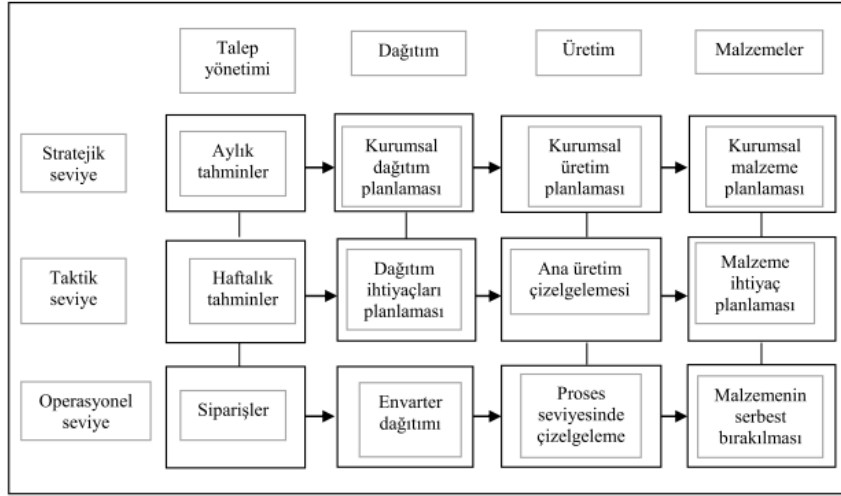 Talep
yönetimi
Dağıtım
Üretim
Malzemeler
Stratejik
seviye
Aylık
tahminler
Kurumsal
dağıtım
planlaması
Kurumsal
üretim
planlaması
Kurumsal
malzeme
planlaması
Taktik
seviye
Haftalık
tahminler
Dağıtım
ihtiyaçları
planlaması
Ana üretim
çizelgelemesi
Malzeme
ihtiyaç
planlaması
Operasyonel
seviye
Siparişler
Envarter
dağıtımı
Proses
seviyesinde
çizelgeleme
Malzemenin
serbest
bırakılması